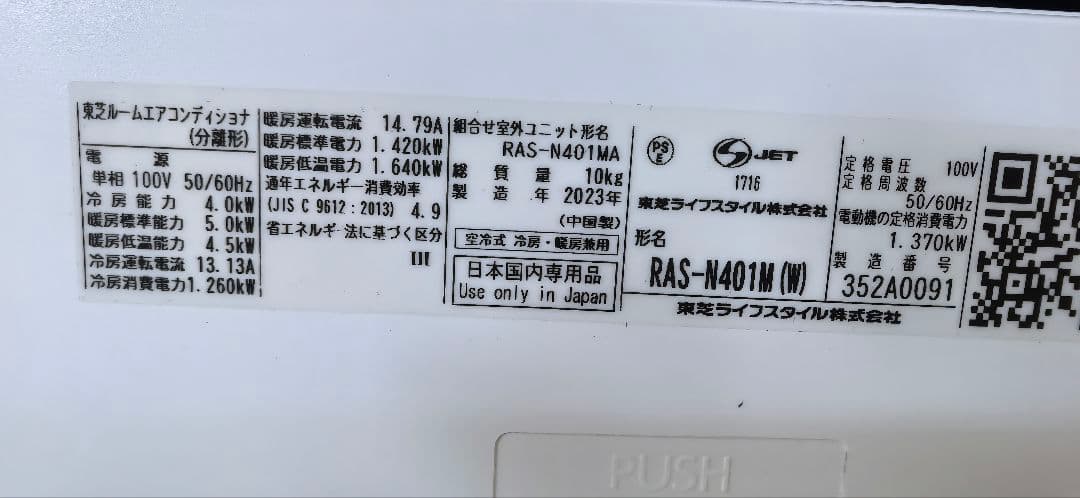 東芝ルームエアコンディショナ
(分離形)
電源
単相 100V 50/60Hz
冷房能力 4.0kW
暖房標準能力 5.0kW
暖房低温能力 4.5kW
冷房運転電流 13.13A
冷房消費電力1.260kW
暖房運転電流 14.79A
暖房標準電力 1.420kW
暖房低温電力 1.640kW
通年エネルギー消費効率
(JIS C 9612:2013) 4.9
省エネルギー法に基づく区分
III
組合せ室外ユニット形名
RAS-N401MA
総質量 10kg
製造年 2023年
(中国製)
空冷式 冷房・暖房兼用
日本国内専用品
Use only in Japan
PS
E
JET
1716
東芝ライフスタイル株式会社
形名
RAS-N401M(W)
東芝ライフスタイル株式会社
定格電圧 100V
定格周波数
50/60Hz
電動機の定格消費電力
1.370kW
製造番号
352A0091
PUSH